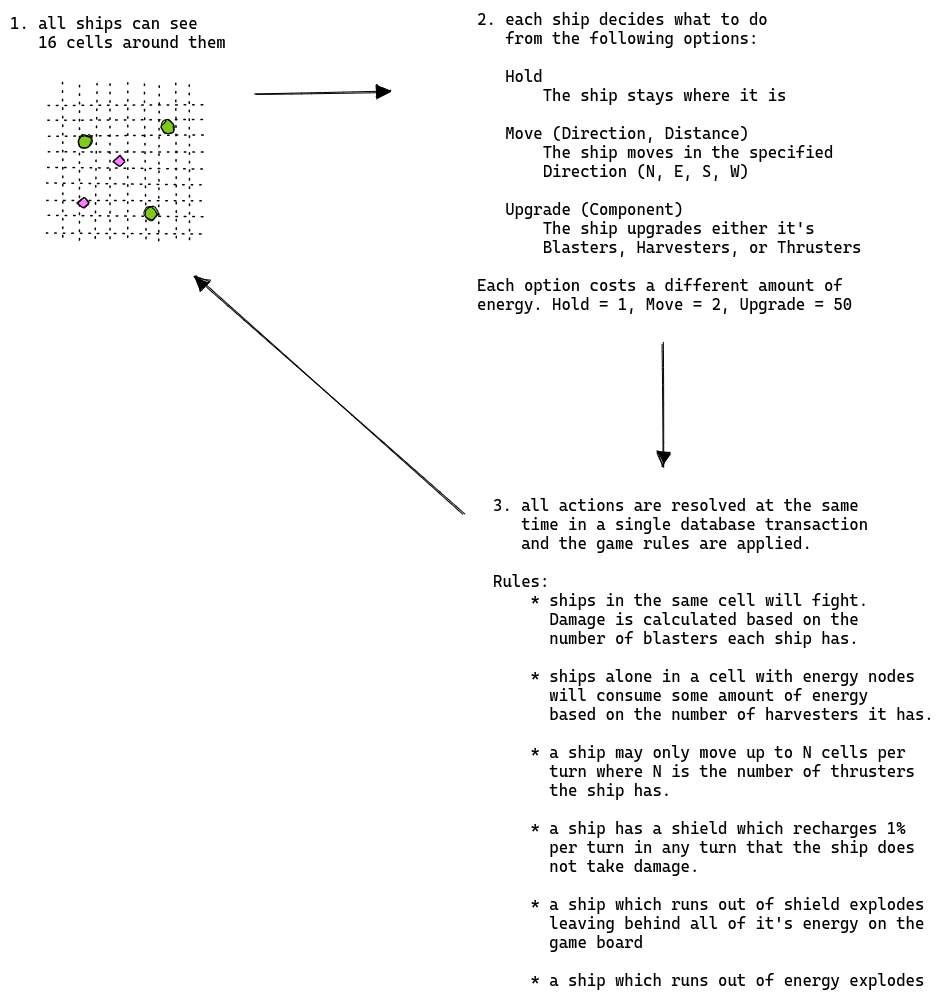 1. all ships can see
16 cells around them
2. each ship decides what to do
from the following options:
Hold
The ship stays where it is
Move (Direction, Distance)
The ship moves in the specified
Direction (N, E, S, W)
Upgrade (Component)
The ship upgrades either it's
Blasters, Harvesters, or Thrusters
Each option costs a different amount of
energy. Hold = 1, Move = 2, Upgrade = 50
3. all actions are resolved at the same
time in a single database transaction
and the game rules are applied.
Rules:
* ships in the same cell will fight.
Damage is calculated based on the
number of blasters each ship has.
* ships alone in a cell with energy nodes
will consume some amount of energy
based on the number of harvesters it has.
* a ship may only move up to N cells per
turn where N is the number of thrusters
the ship has.
* a ship has a shield which recharges 1%
per turn in any turn that the ship does
not take damage.
* a ship which runs out of shield explodes
leaving behind all of it's energy on the
game board
* a ship which runs out of energy explodes